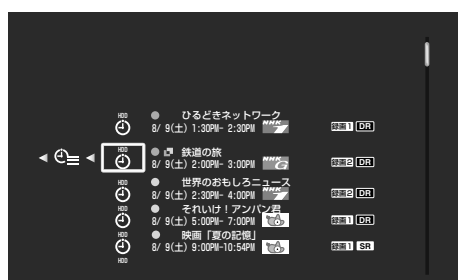 HDD ひるどきネットワーク
8/ 9(土) 1:30PM- 2:30PM NHK 録画1 DR
HDD 鉄道の旅
8/ 9(土) 2:00PM- 3:00PM NHK G 録画2 DR
HDD 世界のおもしろニュース
8/ 9(土) 2:30PM- 4:00PM NHK 録画2 DR
HDD それいけ!アンパン君
8/ 9(土) 5:00PM- 7:00PM 録画1 DR
HDD 映画「夏の記憶」
8/ 9(土) 9:00PM-10:54PM 録画1 SR
HDD